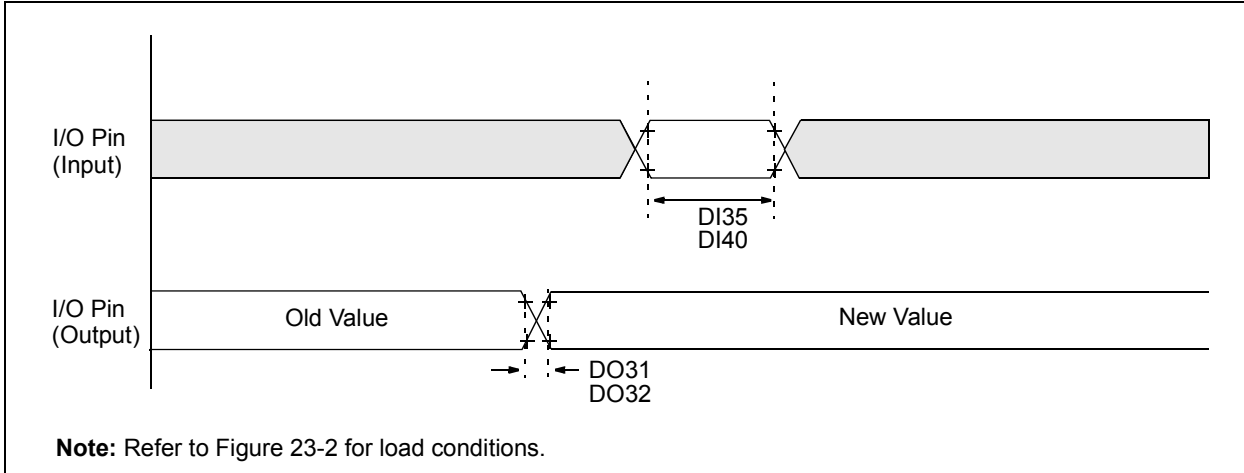 I/O Pin
(Input)
DI35
DI40
I/O Pin
(Output)
Old Value
New Value
DO31
DO32
Note: Refer to Figure 23-2 for load conditions.